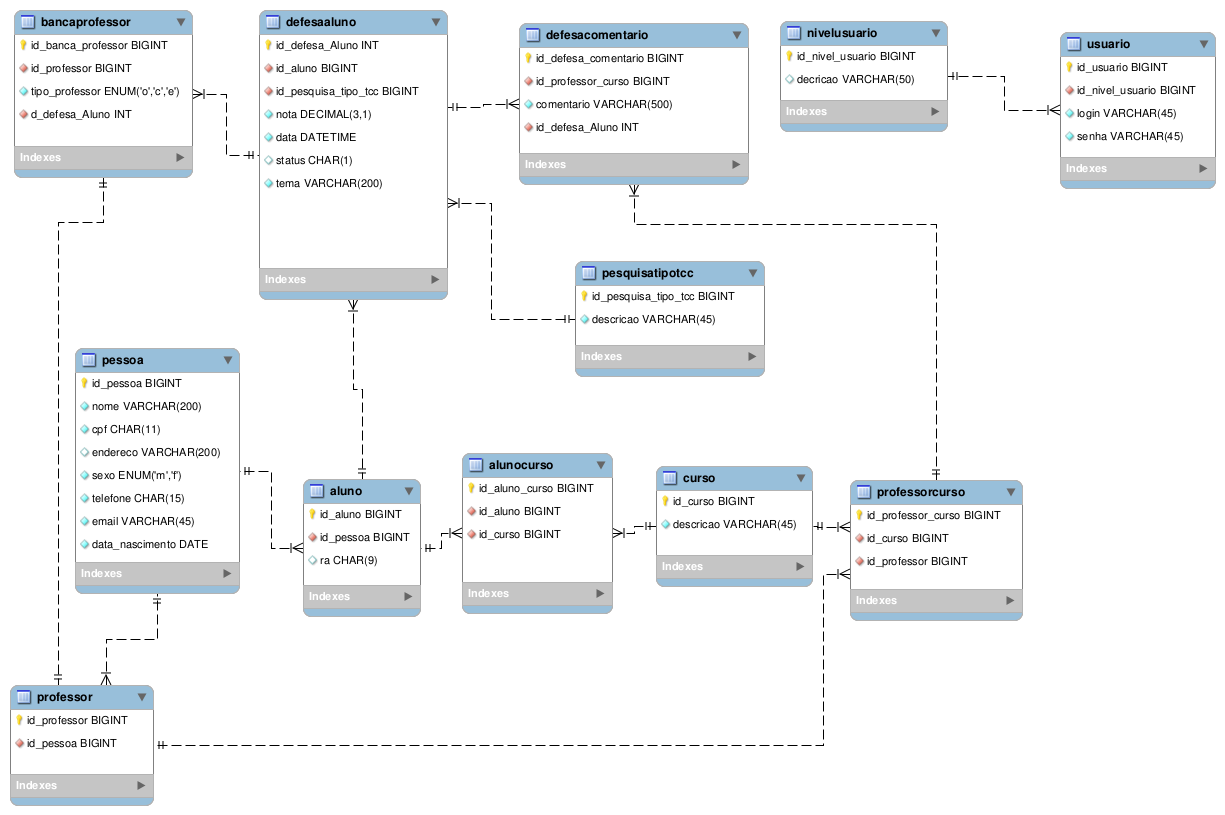 bancaprofessor
id_banca_professor BIGINT
id_professor BIGINT
tipo_professor ENUM('o','c','e')
d_defesa_Aluno INT
Indexes
defesaaluno
id_defesa_Aluno INT
id_aluno BIGINT
id_pesquisa_tipo_tcc BIGINT
nota DECIMAL(3,1)
data DATETIME
status CHAR(1)
tema VARCHAR(200)
Indexes
defesacomentario
id_defesa_comentario BIGINT
id_professor_curso BIGINT
comentario VARCHAR(500)
id_defesa_Aluno INT
Indexes
nivelusuario
id_nivel_usuario BIGINT
decricao VARCHAR(50)
Indexes
usuario
id_usuario BIGINT
id_nivel_usuario BIGINT
login VARCHAR(45)
senha VARCHAR(45)
Indexes
pesquisatipotcc
id_pesquisa_tipo_tcc BIGINT
descricao VARCHAR(45)
Indexes
pessoa
id_pessoa BIGINT
nome VARCHAR(200)
cpf CHAR(11)
endereco VARCHAR(200)
sexo ENUM('m','f')
telefone CHAR(15)
email VARCHAR(45)
data_nascimento DATE
Indexes
aluno
id_aluno BIGINT
id_pessoa BIGINT
ra CHAR(9)
Indexes
alunocurso
id_aluno_curso BIGINT
id_aluno BIGINT
id_curso BIGINT
Indexes
curso
id_curso BIGINT
descricao VARCHAR(45)
Indexes
professorcurso
id_professor_curso BIGINT
id_curso BIGINT
id_professor BIGINT
Indexes
professor
id_professor BIGINT
id_pessoa BIGINT
Indexes